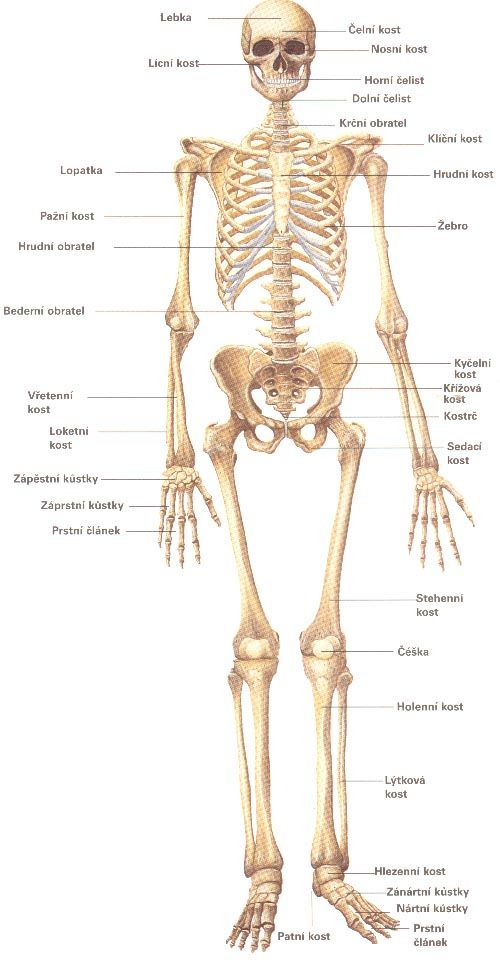 Lebka
Čelní kost
Nosní kost
Lícní kost
Horní čelist
Dolní čelist
Krční obratel
Klíční kost
Lopatka
Hrudní kost
Pažní kost
Žebro
Hrudní obratel
Bederní obratel
Kyčelní
kost
Křížová
kost
Vřetenní
kost
Kostrč
Loketní
kost
Sedací
kost
Zápěstní kůstky
Záprstní kůstky
Prstní článek
Stehenní
kost
Čéška
Holenní kost
Lýtková
kost
Hlezenní kost
Zánártní kůstky
Nártní kůstky
Prstní
článek
Patní kost